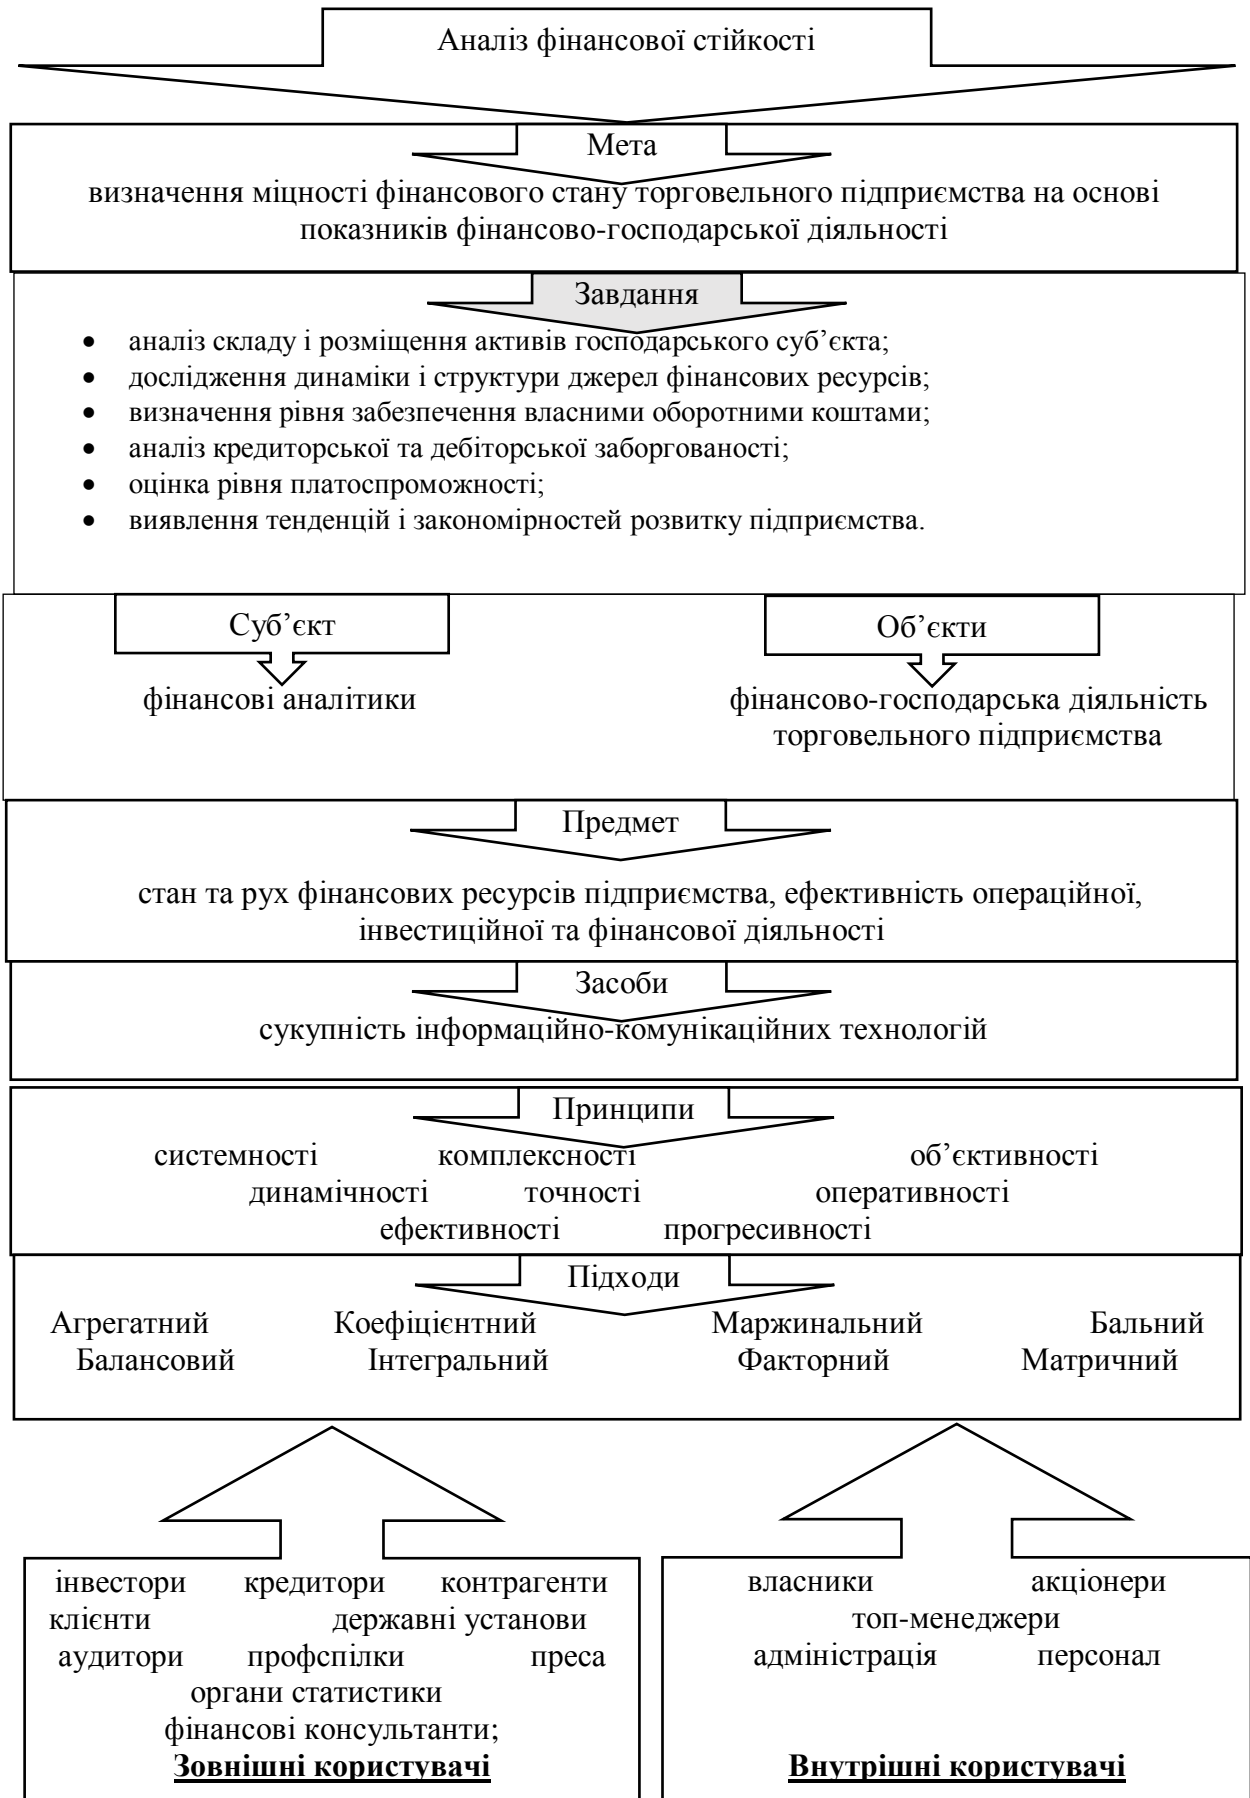 Аналіз фінансової стійкості
Мета
визначення міцності фінансового стану торговельного підприємства на основі
показників фінансово-господарської діяльності
Завдання
• аналіз складу і розміщення активів господарського суб’єкта;
• дослідження динаміки і структури джерел фінансових ресурсів;
• визначення рівня забезпечення власними оборотними коштами;
• аналіз кредиторської та дебіторської заборгованості;
• оцінка рівня платоспроможності;
• виявлення тенденцій і закономірностей розвитку підприємства.
Суб’єкт
фінансові аналітики
Об’єкти
фінансово-господарська діяльність
торговельного підприємства
Предмет
стан та рух фінансових ресурсів підприємства, ефективність операційної,
інвестиційної та фінансової діяльності
Засоби
сукупність інформаційно-комунікаційних технологій
Принципи
системності комплексності об’єктивності
динамічності точності оперативності
ефективності прогресивності
Підходи
Агрегатний Коефіцієнтний Маржинальний Бальний
Балансовий Інтегральний Факторний Матричний
інвестори кредитори контрагенти
клієнти державні установи
аудитори профспілки преса
органи статистики
фінансові консультанти;
Зовнішні користувачі
власники акціонери
топ-менеджери
адміністрація персонал
Внутрішні користувачі